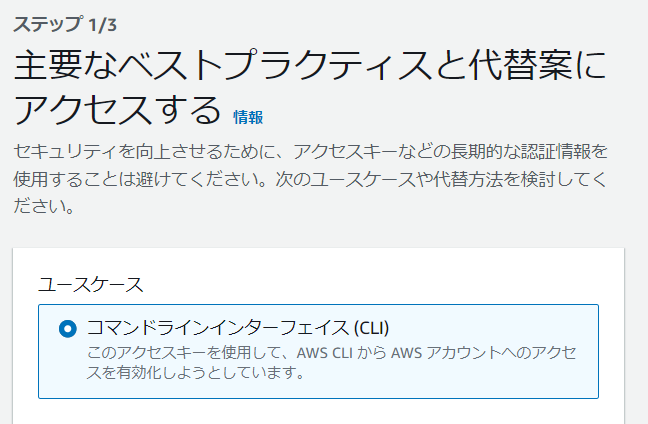 ステップ 1/3
主要なベストプラクティスと代替案に
アクセスする 情報
セキュリティを向上させるために、アクセスキーなどの長期的な認証情報を
使用することは避けてください。次のユースケースや代替方法を検討してく
ださい。
ユースケース
コマンドラインインターフェイス (CLI)
このアクセスキーを使用して、AWS CLI から AWS アカウントへのアクセ
スを有効化しようとしています。